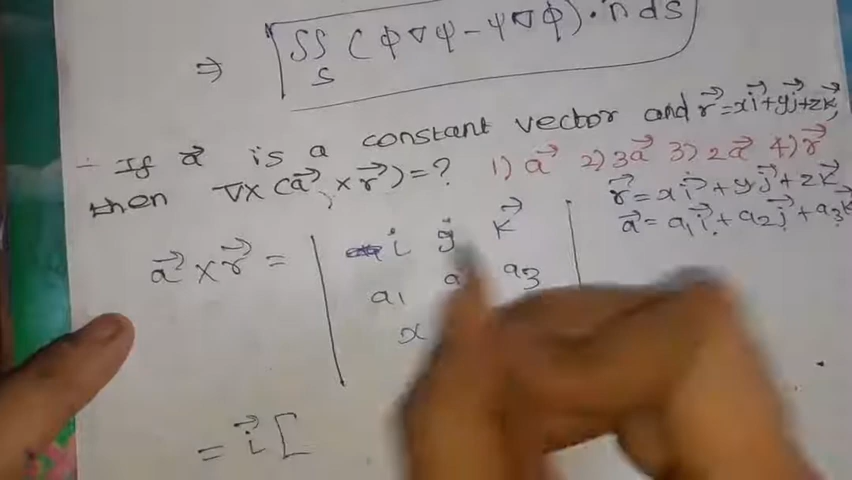 ⇒ ∫∫ (ϕ∇ψ - ψ∇ϕ)·n ds
S
If a⃗ is a constant vector and r⃗ = xi⃗+yj⃗+zk⃗,
then ∇×(a⃗ × r⃗) = ? 1) a⃗ 2) 3a⃗ 3) 2a⃗ 4) r⃗
r⃗ = xi⃗ + yj⃗ + zk⃗
a⃗ = a₁i⃗ + a₂j⃗ + a₃k⃗
a⃗ × r⃗ = | i j k⃗ |
a₁ a a₃
x
= i⃗ [